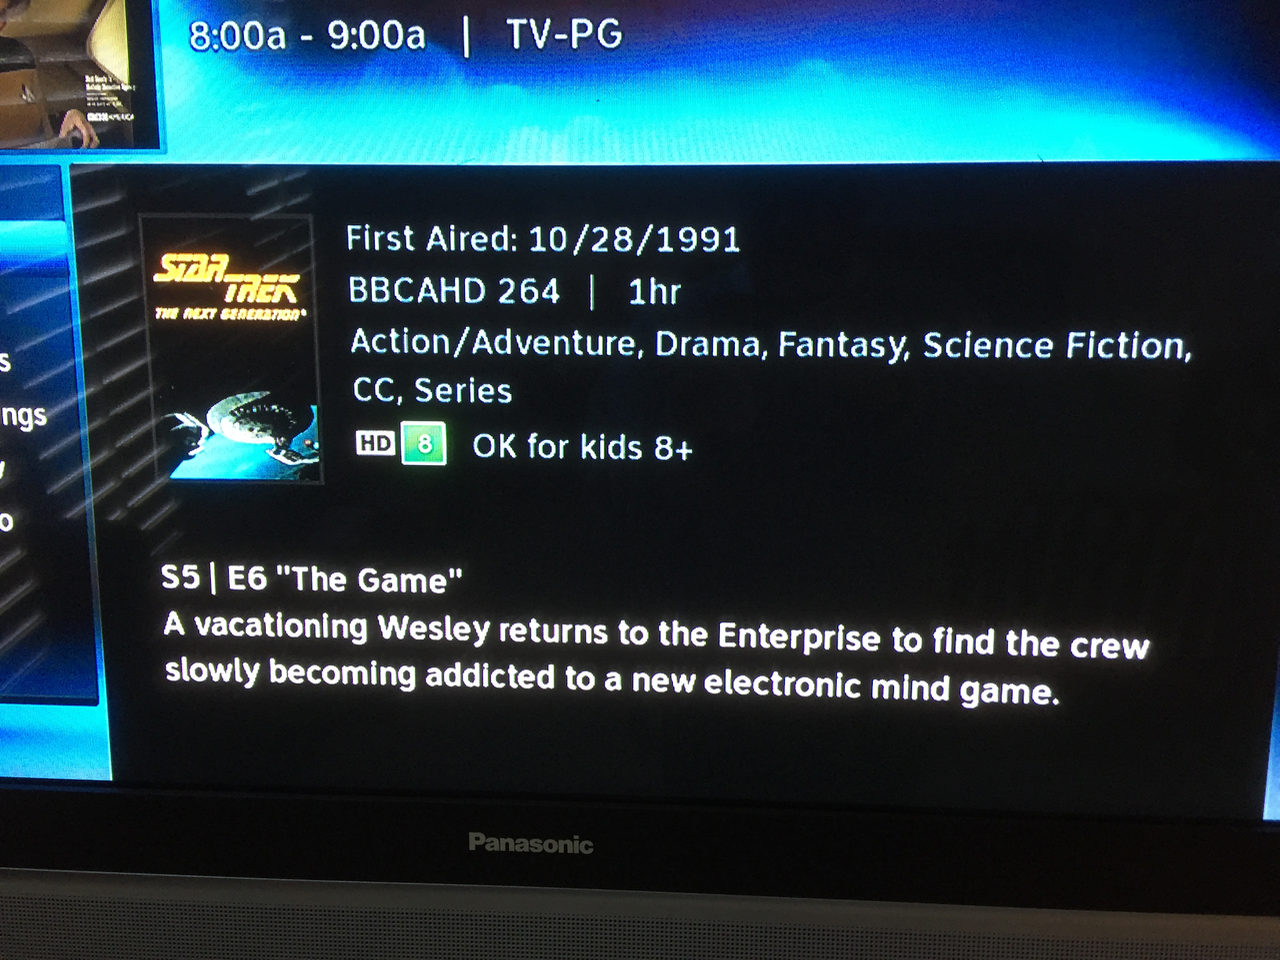 8:00a - 9:00a | TV-PG
First Aired: 10/28/1991
STAR TREK
THE NEXT GENERATION
BBCAHD 264 | 1hr
Action/Adventure, Drama, Fantasy, Science Fiction,
CC, Series
HD 8 OK for kids 8+
S5 | E6 "The Game"
A vacationing Wesley returns to the Enterprise to find the crew
slowly becoming addicted to a new electronic mind game.
s
ngs
y
o
Panasonic